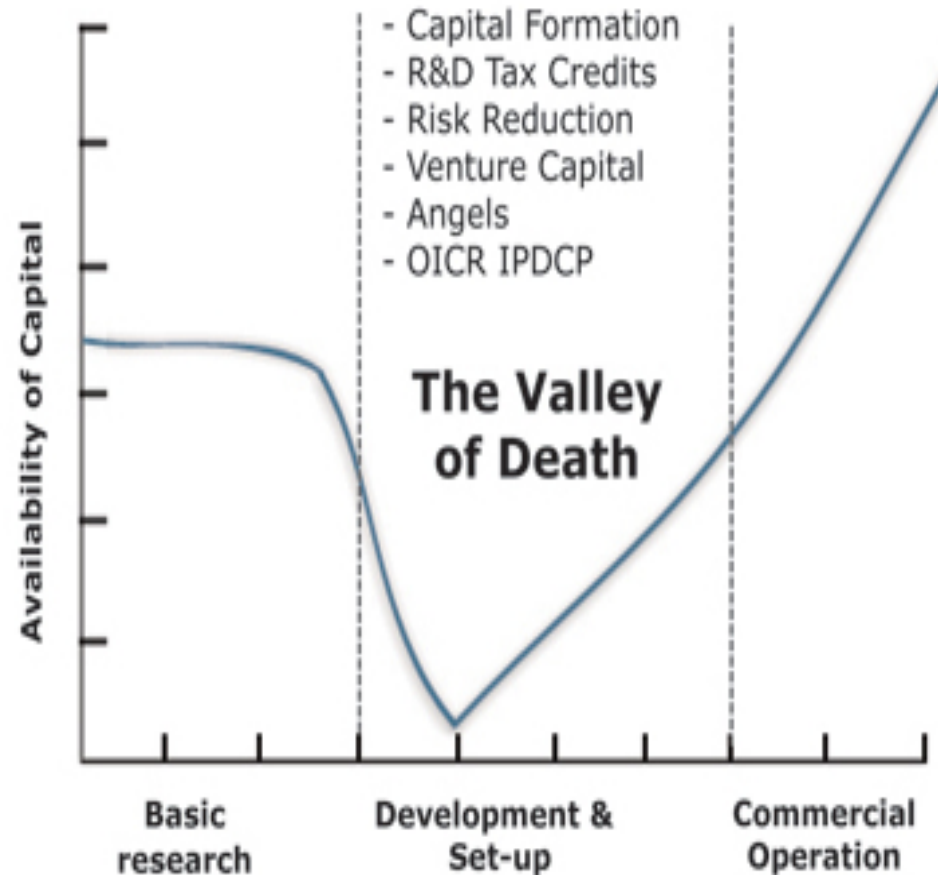 - Capital Formation
- R&D Tax Credits
- Risk Reduction
- Venture Capital
- Angels
- OICR IPDCP
The Valley
of Death
Availability of Capital
Basic
research
Development &
Set-up
Commercial
Operation